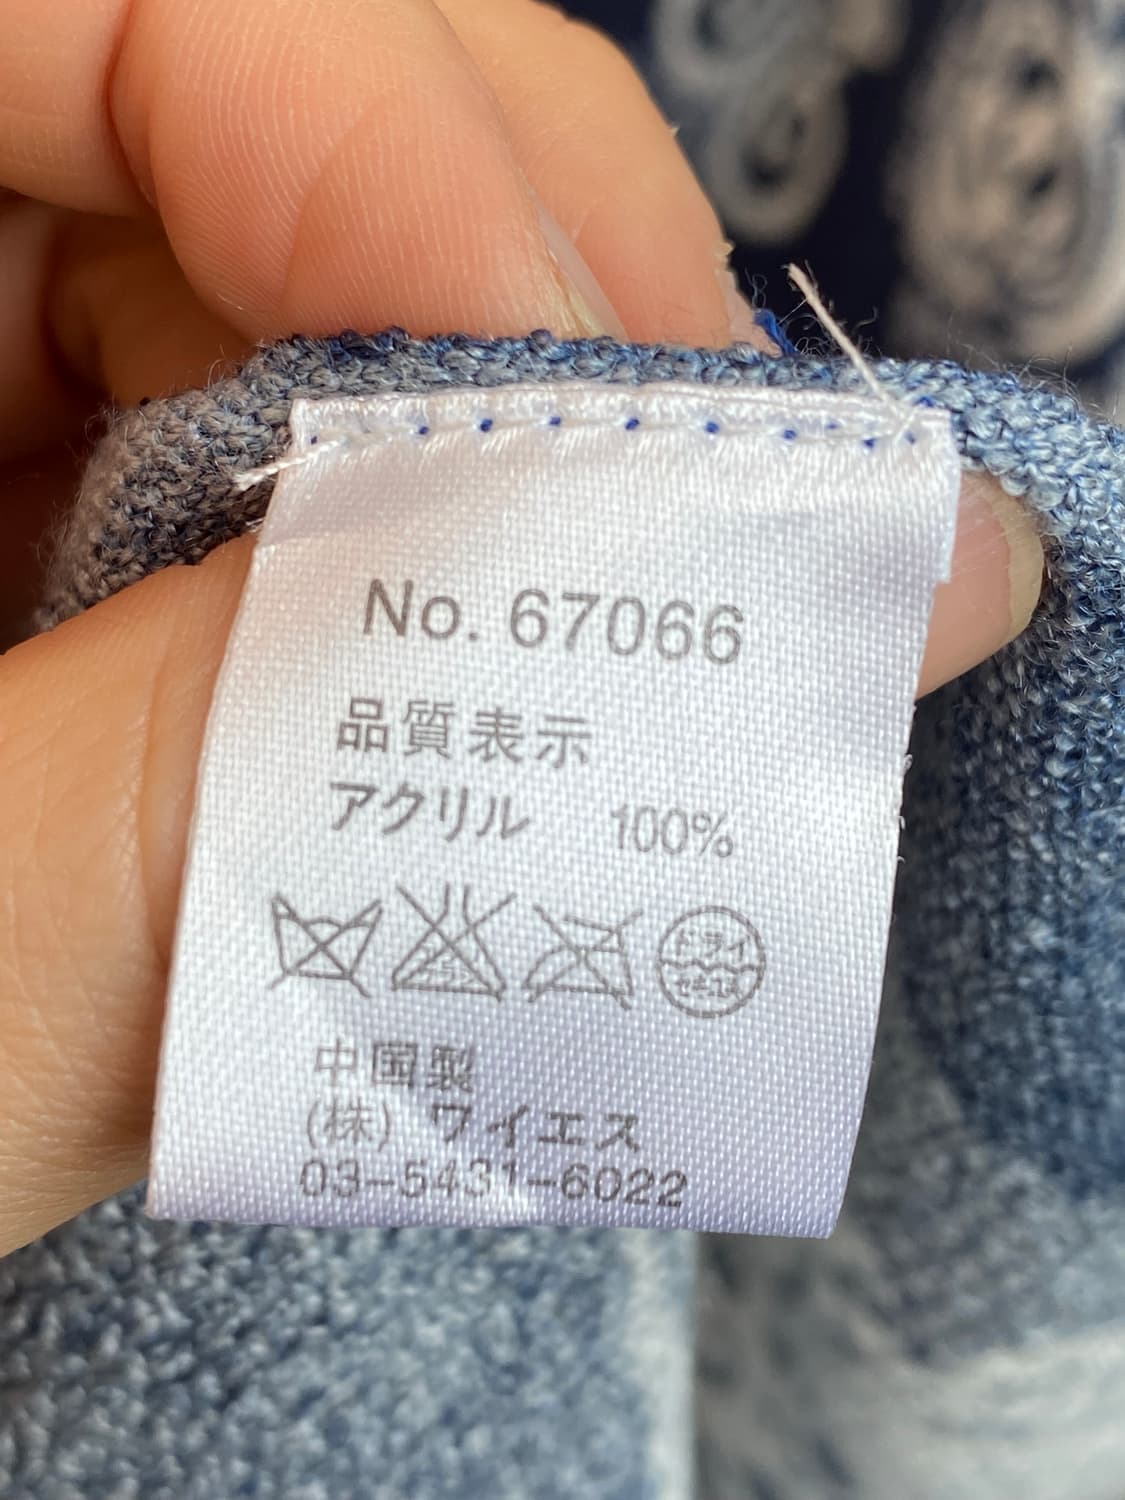 No. 67066
品質表示
アクリル 100%
ドライ
セキユ系
中国製
(株) ワイエス
03-5431-6022